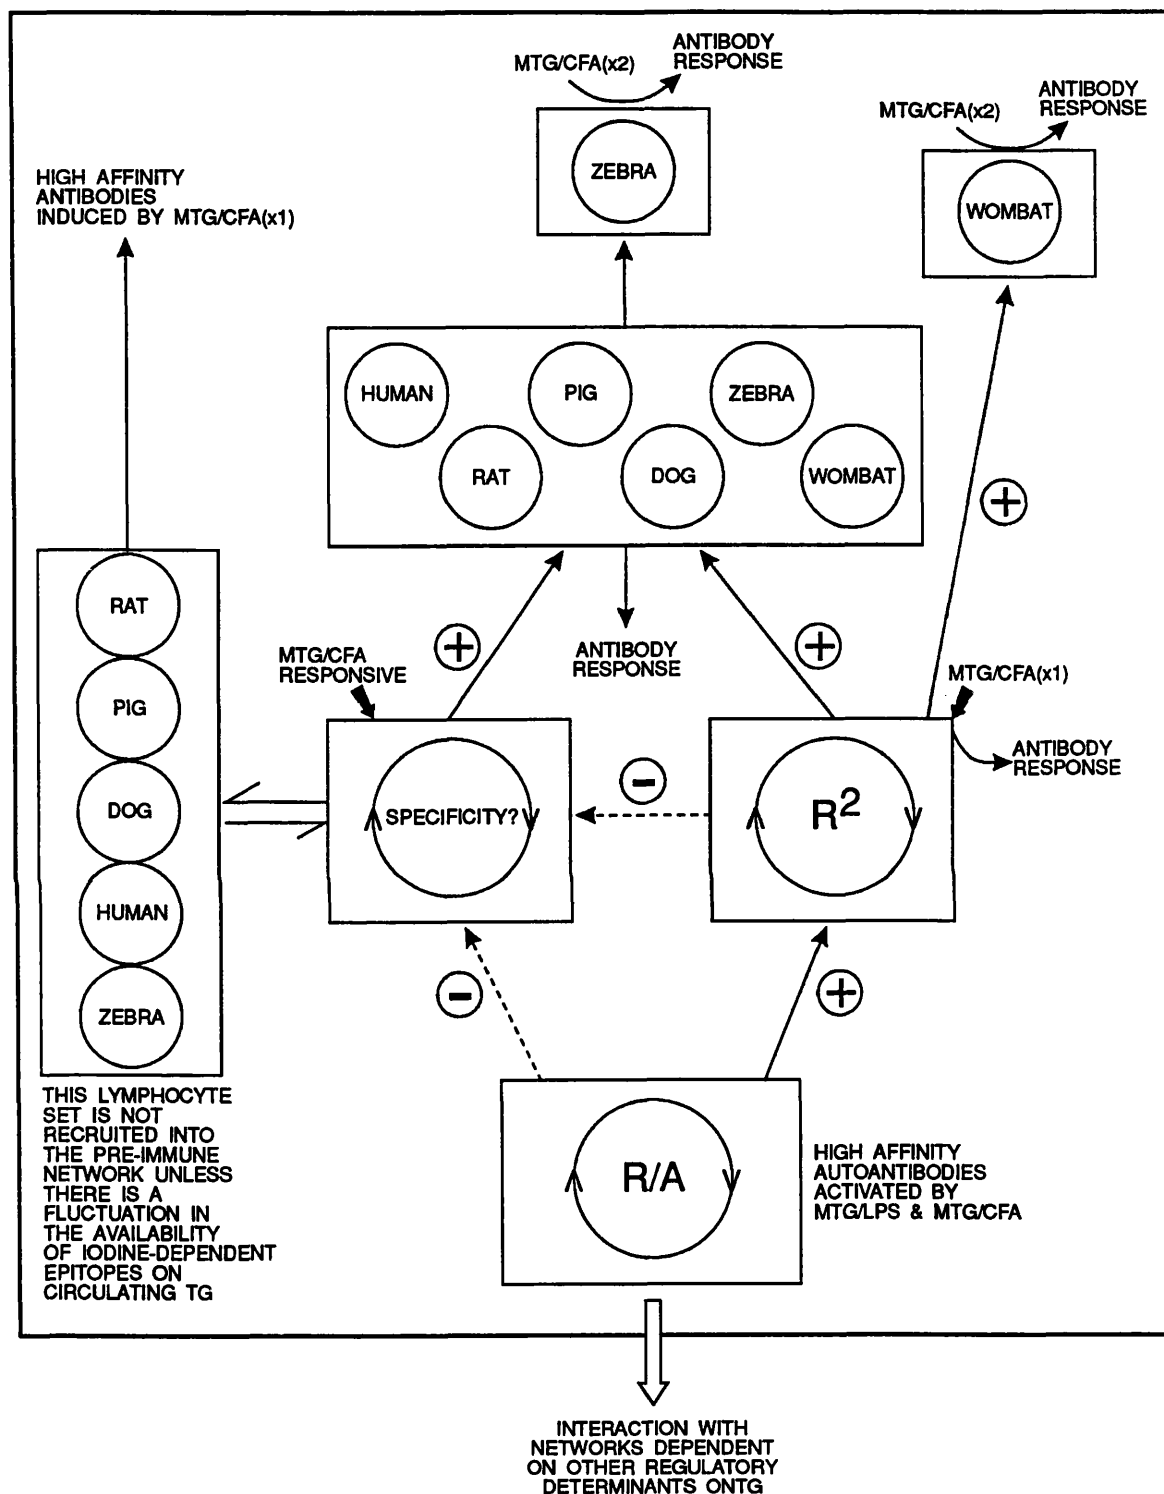 ANTIBODY
RESPONSE
MTG/CFA(x2)
ZEBRA
ANTIBODY
RESPONSE
MTG/CFA(x2)
WOMBAT
HIGH AFFINITY
ANTIBODIES
INDUCED BY MTG/CFA(x1)
HUMAN
PIG
ZEBRA
RAT
DOG
WOMBAT
+
RAT
PIG
DOG
HUMAN
ZEBRA
MTG/CFA
RESPONSIVE
+
ANTIBODY
RESPONSE
+
MTG/CFA(x1)
ANTIBODY
RESPONSE
SPECIFICITY?
−
R²
−
+
THIS LYMPHOCYTE
SET IS NOT
RECRUITED INTO
THE PRE-IMMUNE
NETWORK UNLESS
THERE IS A
FLUCTUATION IN
THE AVAILABILITY
OF IODINE-DEPENDENT
EPITOPES ON
CIRCULATING TG
R/A
HIGH AFFINITY
AUTOANTIBODIES
ACTIVATED BY
MTG/LPS & MTG/CFA
INTERACTION WITH
NETWORKS DEPENDENT
ON OTHER REGULATORY
DETERMINANTS ONTG